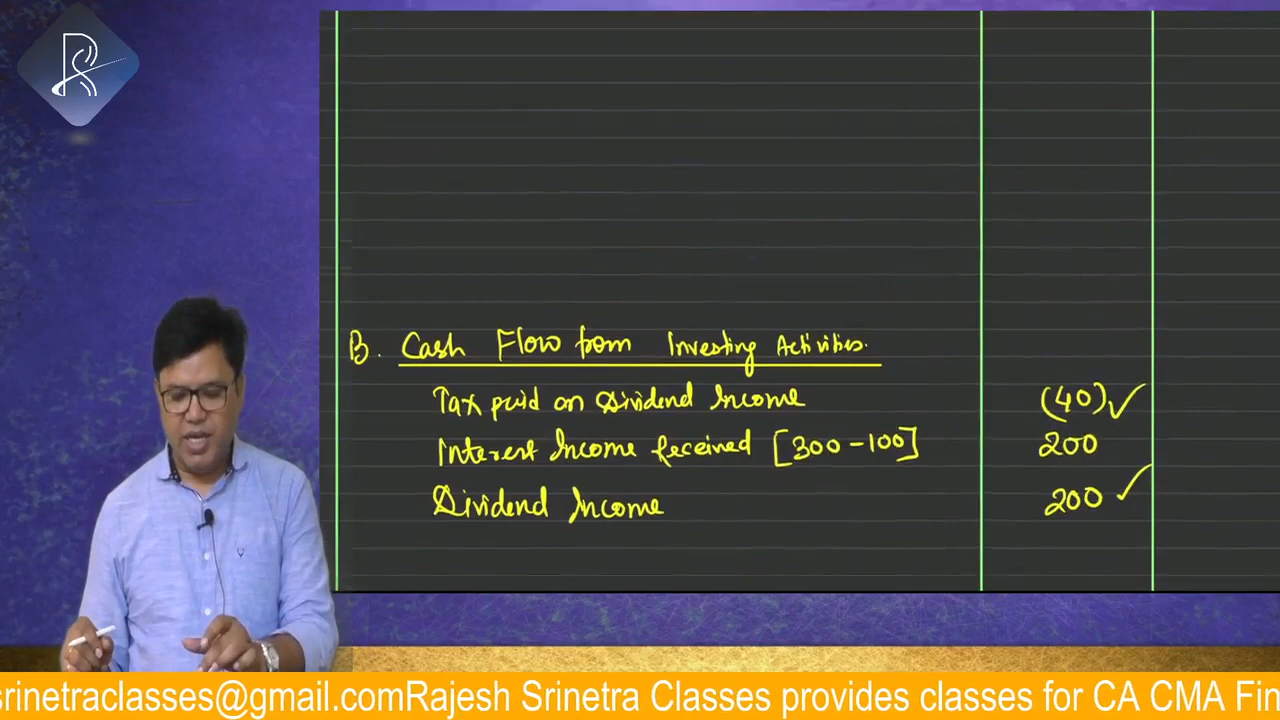 RS
B. Cash Flow from Investing Activities.
Tax paid on Dividend Income (40) ✓
Interest Income Received [300 - 100] 200
Dividend Income 200 ✓
srinetraclasses@gmail.comRajesh Srinetra Classes provides classes for CA CMA Fin